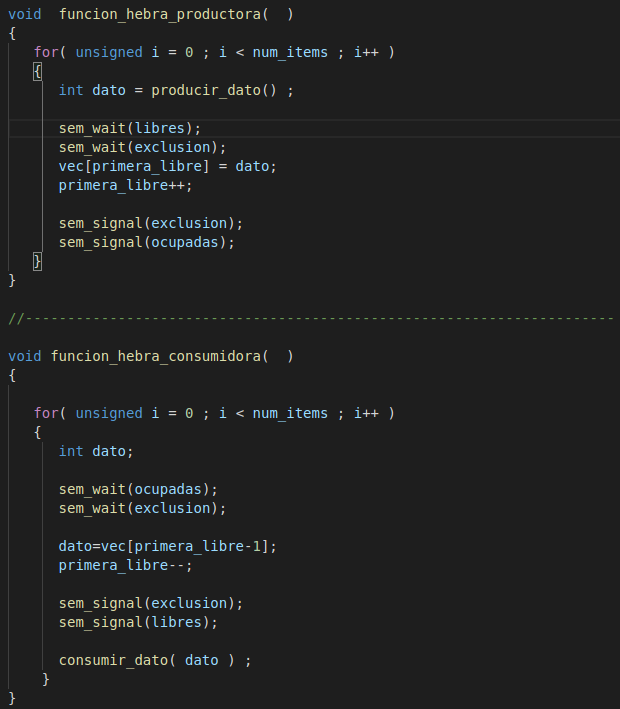 void  funcion_hebra_productora(  )
{
   for( unsigned i = 0 ; i < num_items ; i++ )
   {
      int dato = producir_dato() ;

      sem_wait(libres);
      sem_wait(exclusion);
      vec[primera_libre] = dato;
      primera_libre++;

      sem_signal(exclusion);
      sem_signal(ocupadas);
   }
}

//----------------------------------------------------------------------

void funcion_hebra_consumidora(  )
{

   for( unsigned i = 0 ; i < num_items ; i++ )
   {
      int dato;

      sem_wait(ocupadas);
      sem_wait(exclusion);

      dato=vec[primera_libre-1];
      primera_libre--;

      sem_signal(exclusion);
      sem_signal(libres);

      consumir_dato( dato ) ;
    }
}